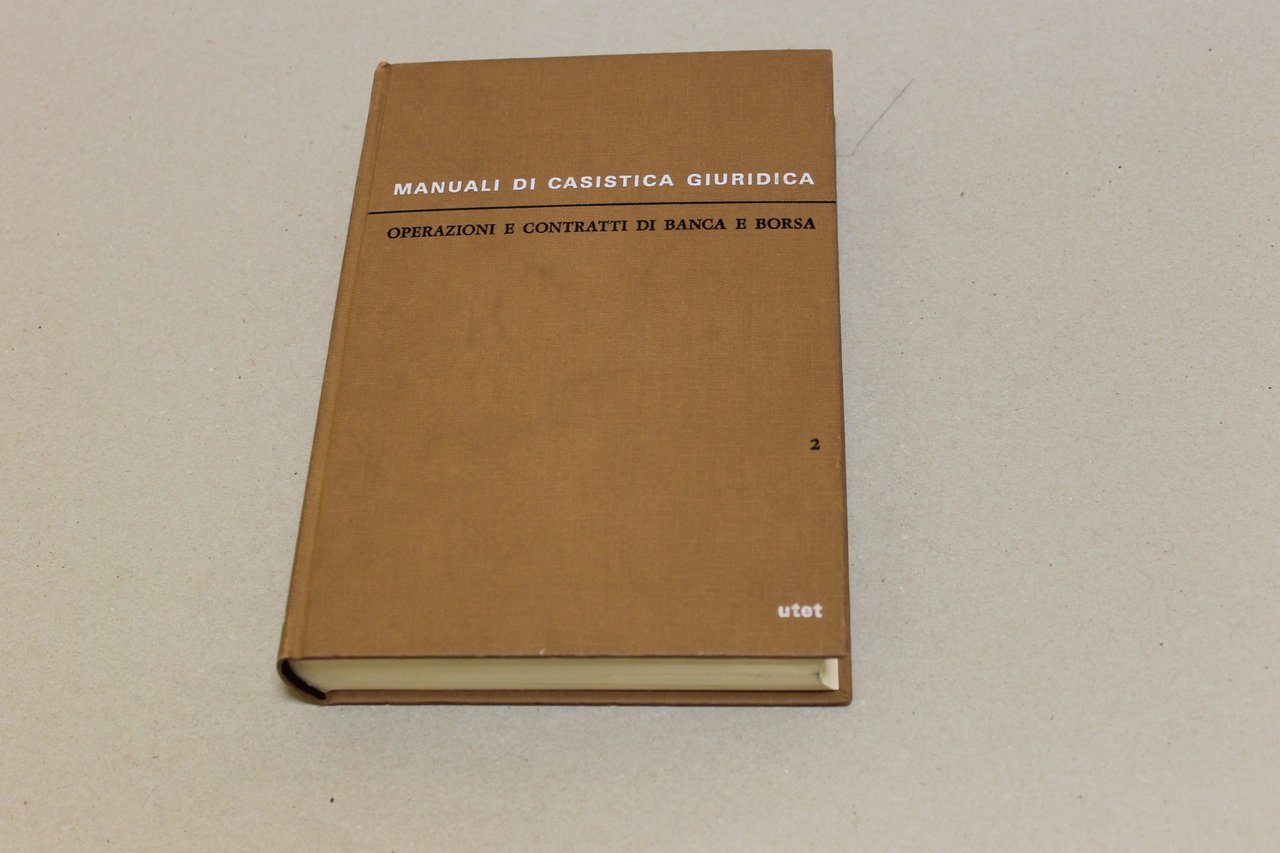 MANUALI DI CASISTICA GIURIDICA
OPERAZIONI E CONTRATTI DI BANCA E BORSA
2
utet